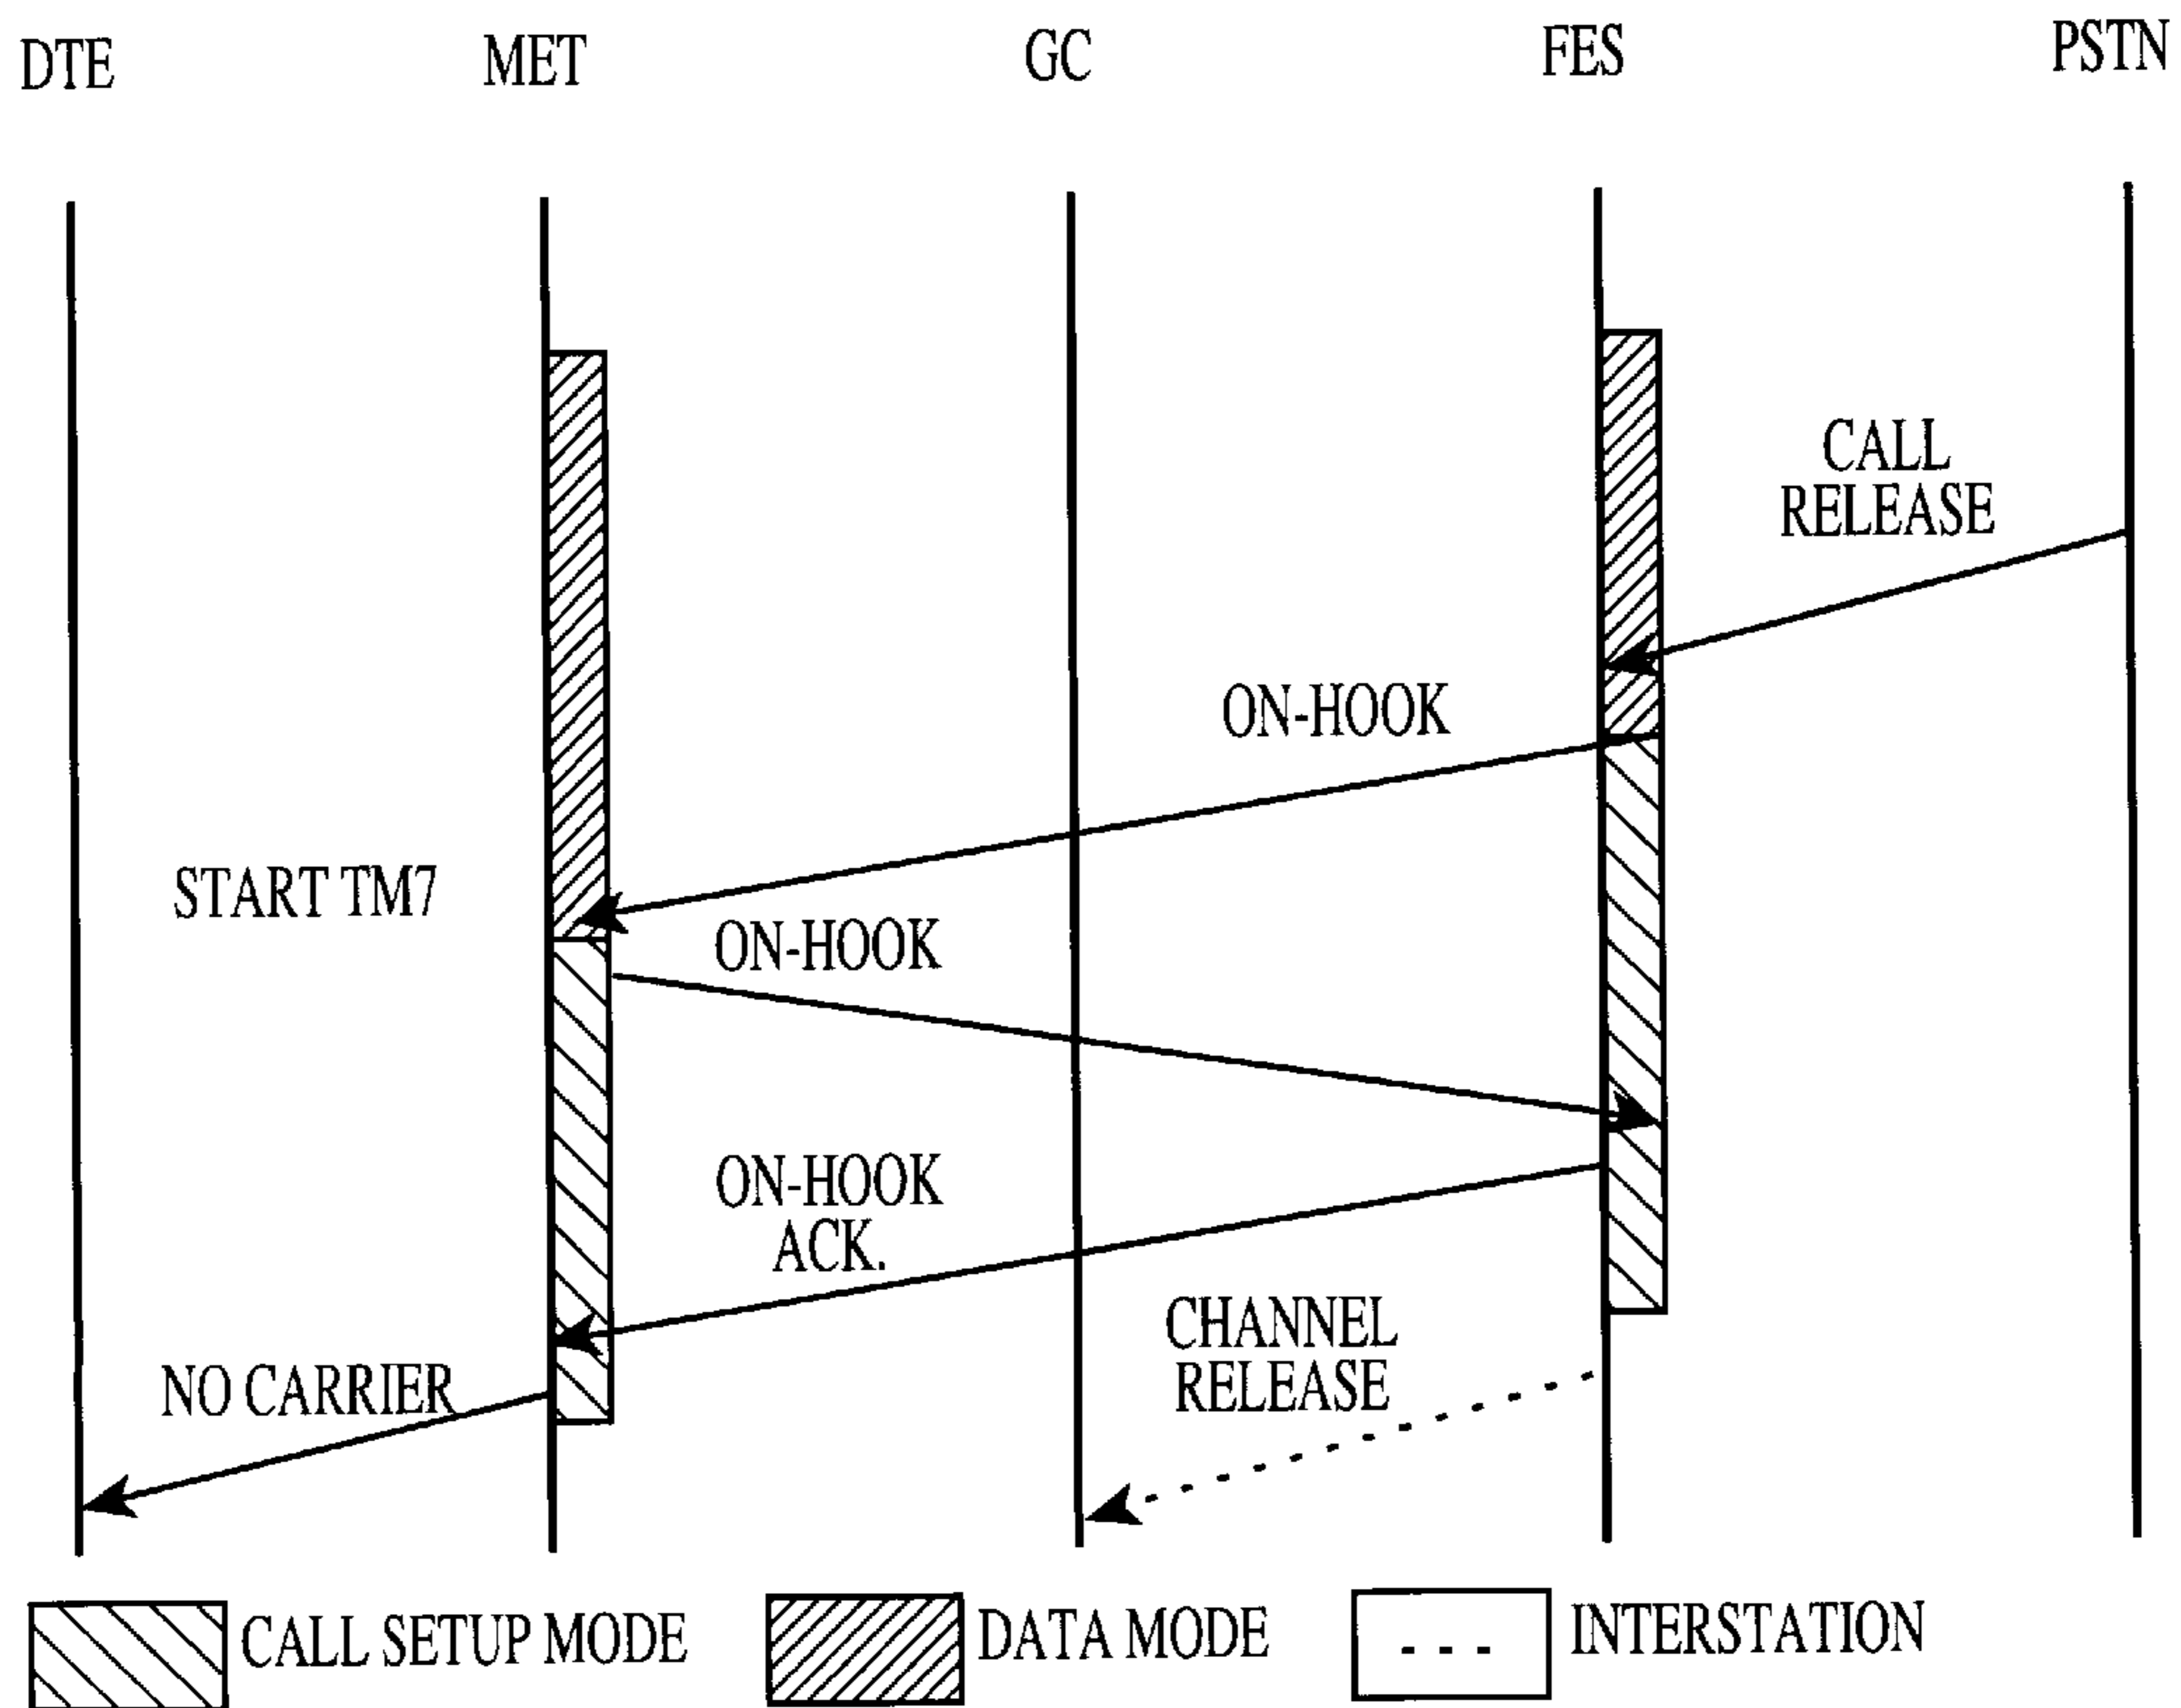 DTE
MET
GC
FES
PSTN
CALL
RELEASE
ON-HOOK
START TM7
ON-HOOK
ON-HOOK
ACK.
CHANNEL
RELEASE
NO CARRIER
CALL SETUP MODE
DATA MODE
INTERSTATION